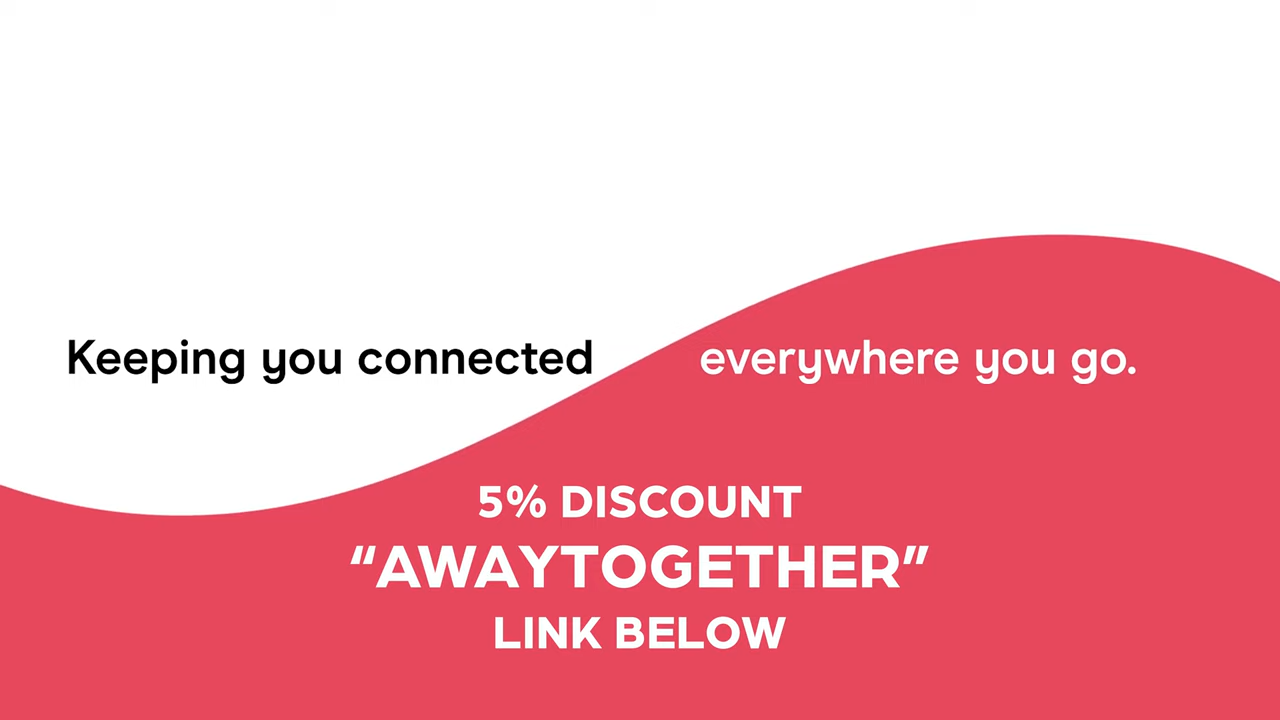 Keeping you connected everywhere you go.
5% DISCOUNT
“AWAYTOGETHER”
LINK BELOW